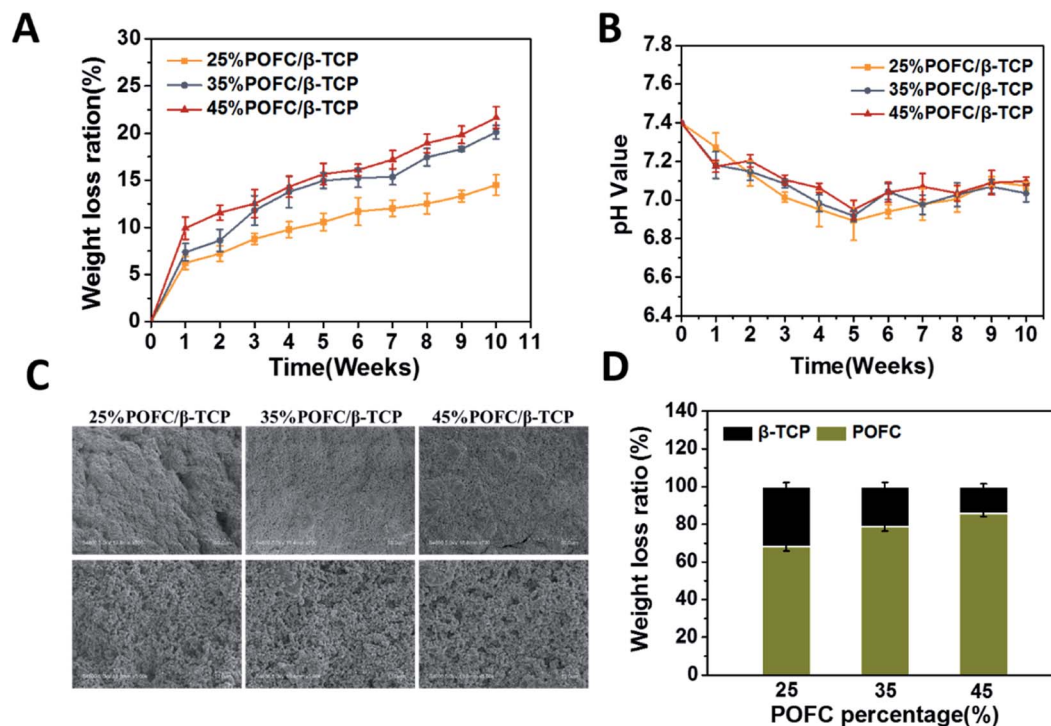 A
Weight loss ration(%)
30
25
20
15
10
5
0
25%POFC/β-TCP
35%POFC/β-TCP
45%POFC/β-TCP
0 1 2 3 4 5 6 7 8 9 10 11
Time(Weeks)
B
pH Value
7.8
7.6
7.4
7.2
7.0
6.8
6.6
6.4
25%POFC/β-TCP
35%POFC/β-TCP
45%POFC/β-TCP
0 1 2 3 4 5 6 7 8 9 10
Time(Weeks)
C
25%POFC/β-TCP 35%POFC/β-TCP 45%POFC/β-TCP
D
Weight loss ratio (%)
140
120
100
80
60
40
20
0
β-TCP POFC
25 35 45
POFC percentage(%)